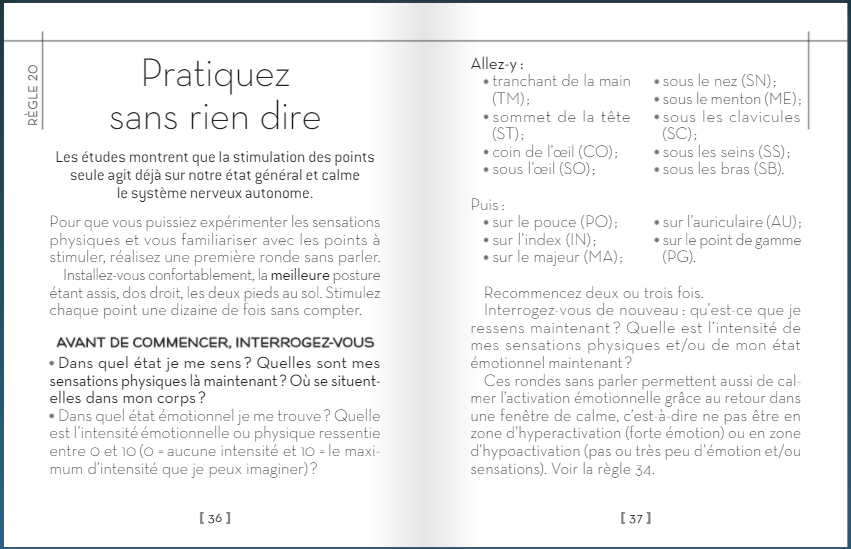 RÈGLE 20
Pratiquez
sans rien dire
Les études montrent que la stimulation des points
seule agit déjà sur notre état général et calme
le système nerveux autonome.
Pour que vous puissiez expérimenter les sensations
physiques et vous familiariser avec les points à
stimuler, réalisez une première ronde sans parler.
Installez-vous confortablement, la meilleure posture
étant assis, dos droit, les deux pieds au sol. Stimulez
chaque point une dizaine de fois sans compter.
AVANT DE COMMENCER, INTERROGEZ-VOUS
• Dans quel état je me sens ? Quelles sont mes
sensations physiques là maintenant ? Où se situent-
elles dans mon corps ?
• Dans quel état émotionnel je me trouve ? Quelle
est l'intensité émotionnelle ou physique ressentie
entre 0 et 10 (0 = aucune intensité et 10 = le maxi-
mum d'intensité que je peux imaginer) ?
[ 36 ]
Allez-y :
• tranchant de la main
(TM) ;
• sommet de la tête
(ST) ;
• coin de l'œil (CO) ;
• sous l'œil (SO) ;
• sous le nez (SN) ;
• sous le menton (ME) ;
• sous les clavicules
(SC) ;
• sous les seins (SS) ;
• sous les bras (SB).
Puis :
• sur le pouce (PO) ;
• sur l'index (IN) ;
• sur le majeur (MA) ;
• sur l'auriculaire (AU) ;
• sur le point de gamme
(PG).
Recommencez deux ou trois fois.
Interrogez-vous de nouveau : qu'est-ce que je
ressens maintenant ? Quelle est l'intensité de
mes sensations physiques et/ou de mon état
émotionnel maintenant ?
Ces rondes sans parler permettent aussi de cal-
mer l'activation émotionnelle grâce au retour dans
une fenêtre de calme, c'est-à-dire ne pas être en
zone d'hyperactivation (forte émotion) ou en zone
d'hypoactivation (pas ou très peu d'émotion et/ou
sensations). Voir la règle 34.
[ 37 ]